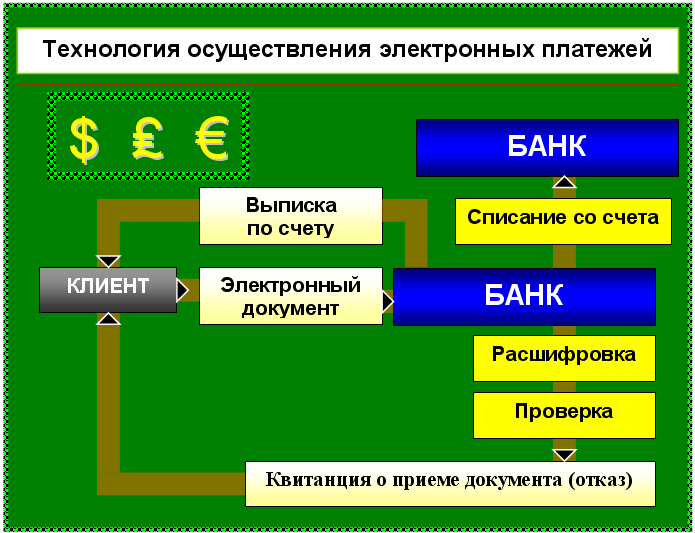 Технология осуществления электронных платежей
$ £ €
БАНК
Выписка
по счету
Списание со счета
КЛИЕНТ
Электронный
документ
БАНК
Расшифровка
Проверка
Квитанция о приеме документа (отказ)